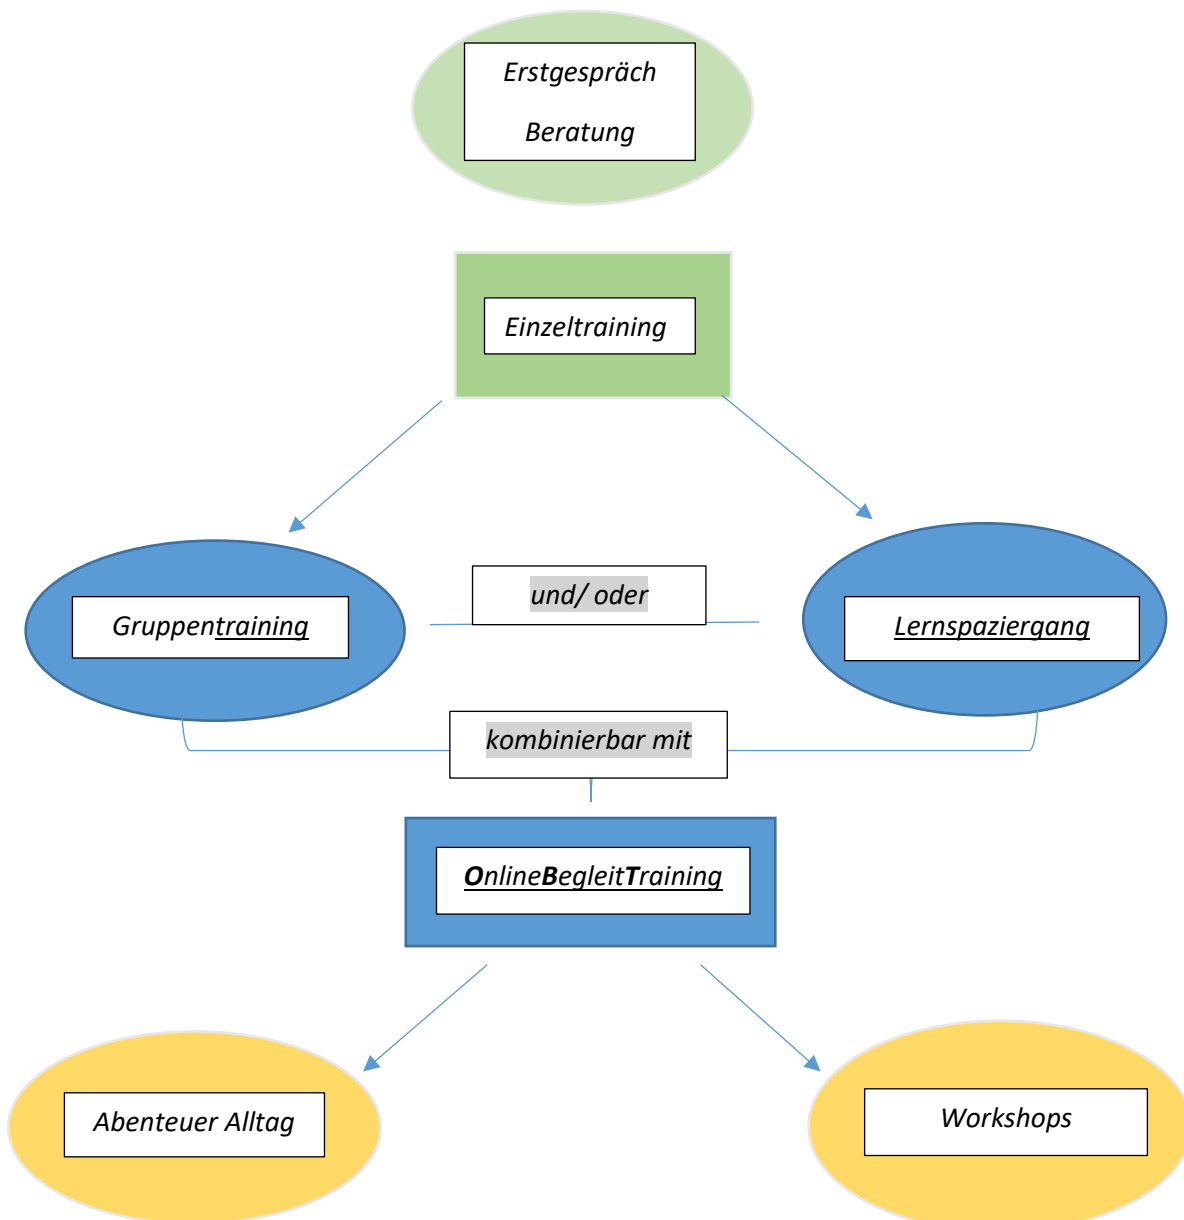 Erstgespräch
Beratung
Einzeltraining
und/ oder
Gruppentraining
Lernspaziergang
kombinierbar mit
OnlineBegleitTraining
Abenteuer Alltag
Workshops